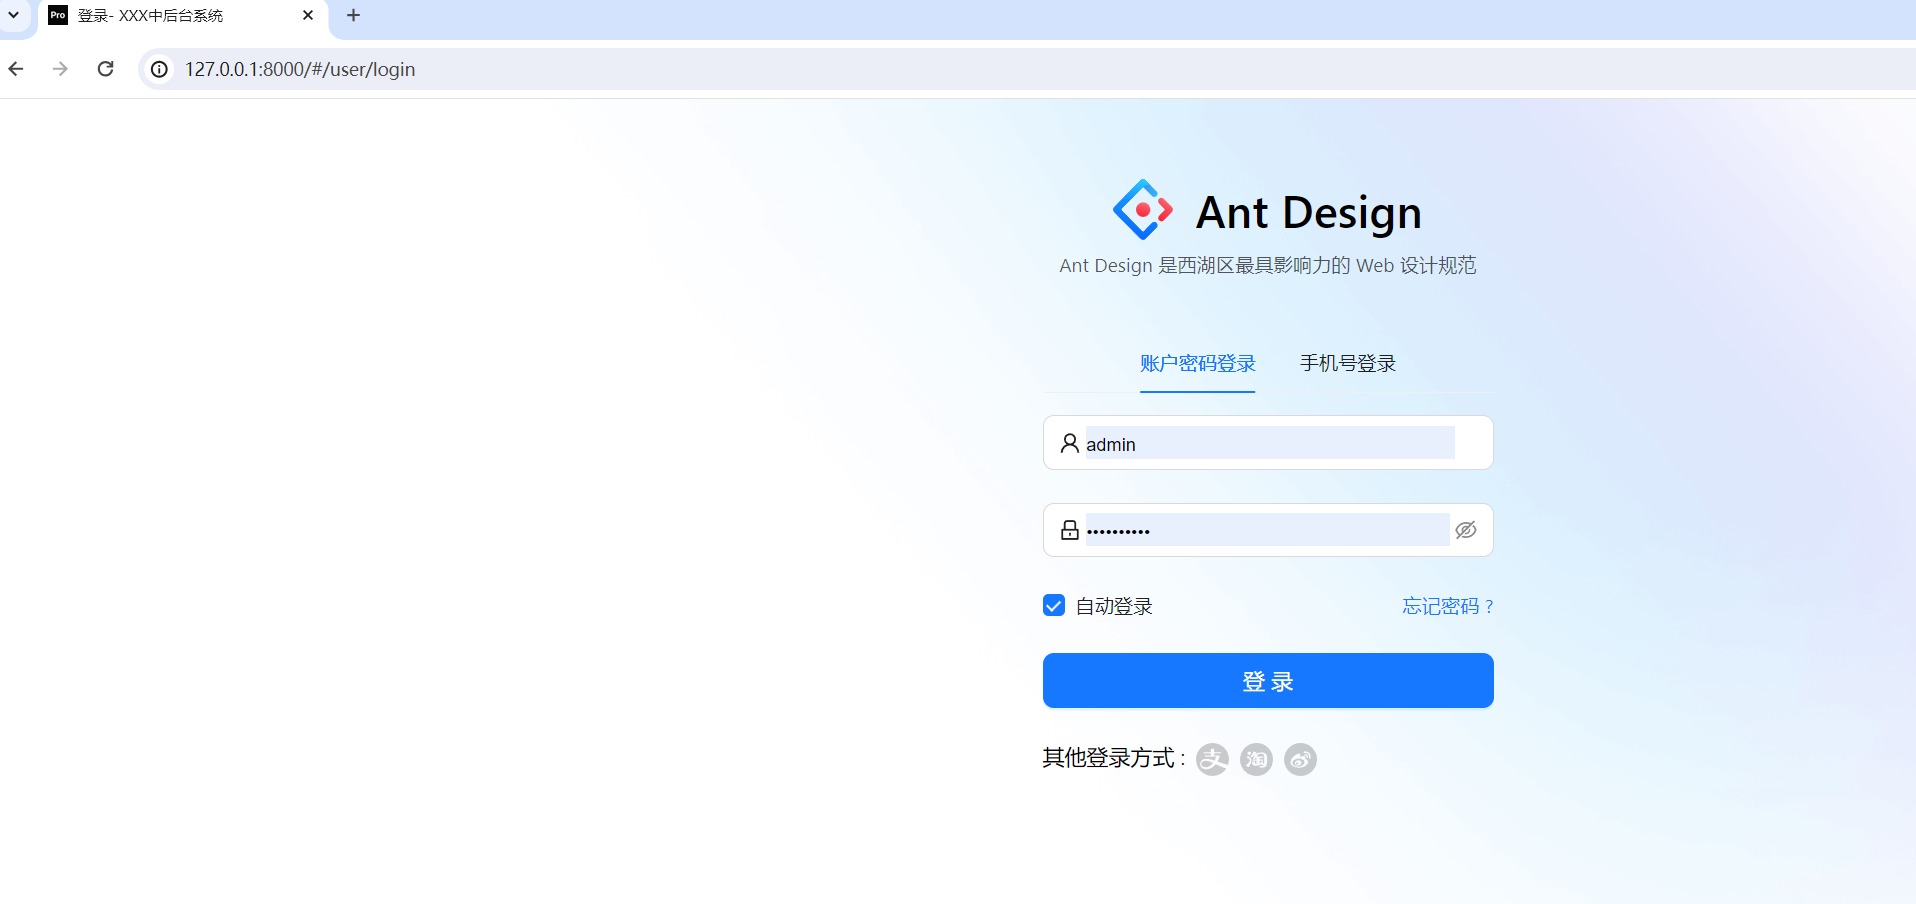 Pro 登录- XXX中后台系统
127.0.0.1:8000/#/user/login
Ant Design
Ant Design 是西湖区最具影响力的 Web 设计规范
账户密码登录 手机号登录
admin
••••••••••
自动登录 忘记密码 ?
登 录
其他登录方式 : 支 淘